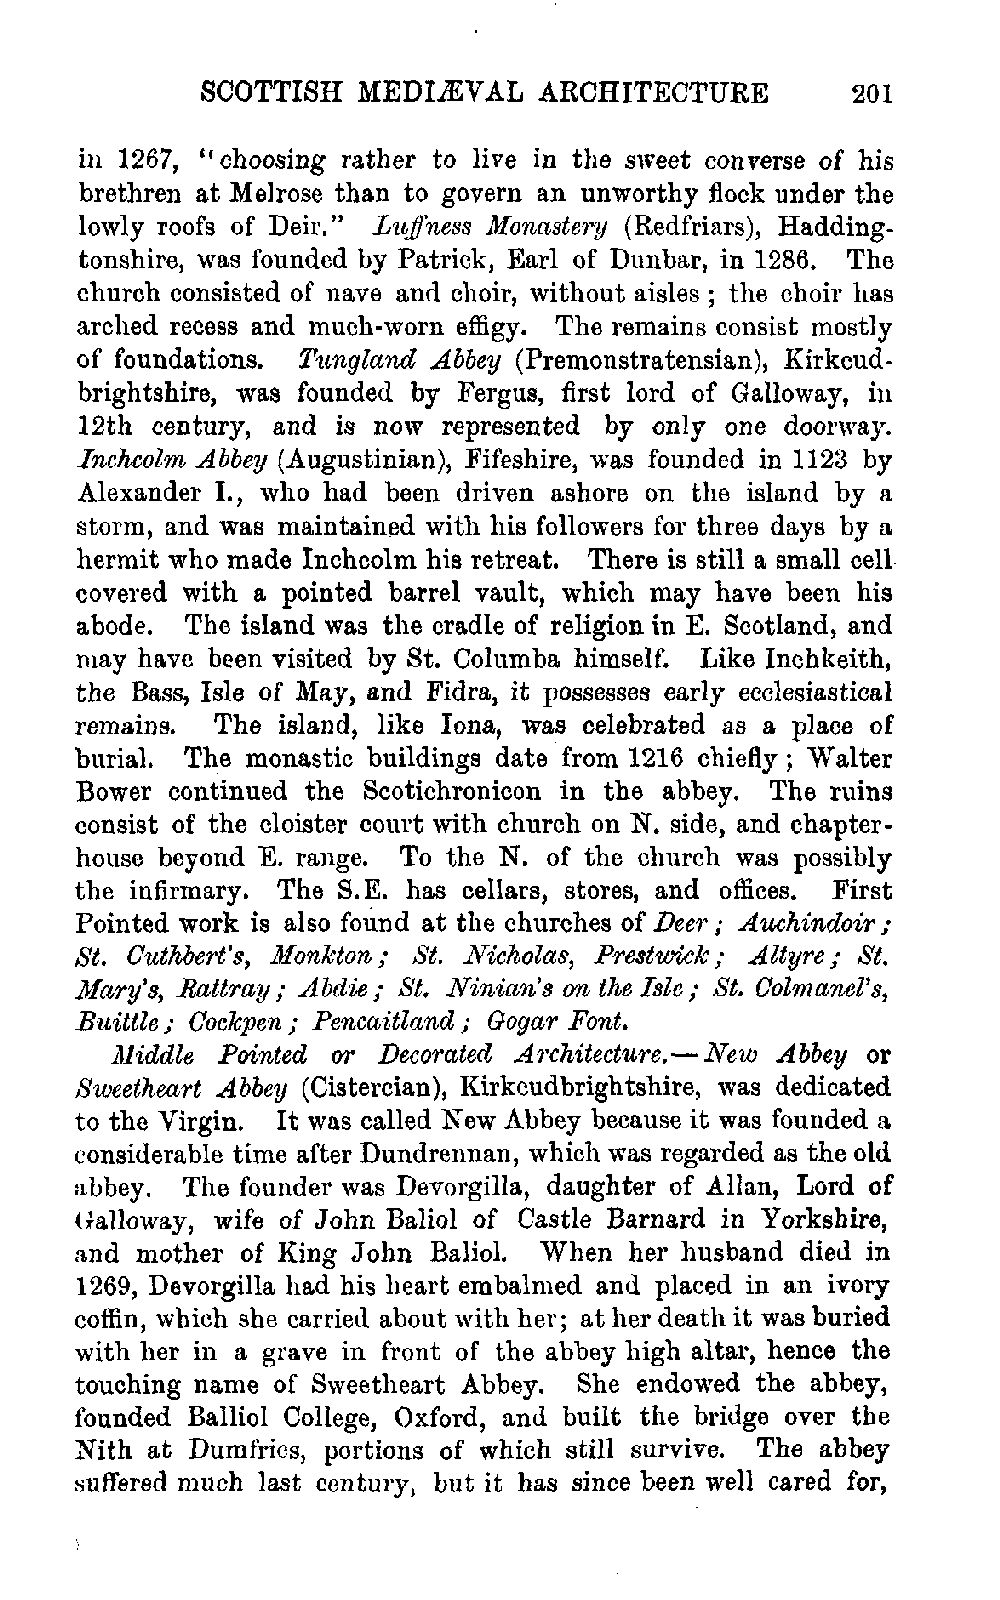 SCOTTISH MEDIÆVAL ARCHITECTURE 201
in 1267, "choosing rather to live in the sweet converse of his
brethren at Melrose than to govern an unworthy flock under the
lowly roofs of Deir." Luffness Monastery (Redfriars), Hadding-
tonshire, was founded by Patrick, Earl of Dunbar, in 1286. The
church consisted of nave and choir, without aisles; the choir has
arched recess and much-worn effigy. The remains consist mostly
of foundations. Tungland Abbey (Premonstratensian), Kirkcud-
brightshire, was founded by Fergus, first lord of Galloway, in
12th century, and is now represented by only one doorway.
Inchcolm Abbey (Augustinian), Fifeshire, was founded in 1123 by
Alexander I., who had been driven ashore on the island by a
storm, and was maintained with his followers for three days by a
hermit who made Inchcolm his retreat. There is still a small cell
covered with a pointed barrel vault, which may have been his
abode. The island was the cradle of religion in E. Scotland, and
may have been visited by St. Columba himself. Like Inchkeith,
the Bass, Isle of May, and Fidra, it possesses early ecclesiastical
remains. The island, like Iona, was celebrated as a place of
burial. The monastic buildings date from 1216 chiefly; Walter
Bower continued the Scotichronicon in the abbey. The ruins
consist of the cloister court with church on N. side, and chapter-
house beyond E. range. To the N. of the church was possibly
the infirmary. The S.E. has cellars, stores, and offices. First
Pointed work is also found at the churches of Deer; Auchindoir;
St. Cuthbert's, Monkton; St. Nicholas, Prestwick; Altyre; St.
Mary's, Rattray; Abdie; St. Ninian's on the Isle; St. Colmanel's,
Buittle; Cockpen; Pencaitland; Gogar Font.
Middle Pointed or Decorated Architecture.—New Abbey or
Sweetheart Abbey (Cistercian), Kirkcudbrightshire, was dedicated
to the Virgin. It was called New Abbey because it was founded a
considerable time after Dundrennan, which was regarded as the old
abbey. The founder was Devorgilla, daughter of Allan, Lord of
Galloway, wife of John Baliol of Castle Barnard in Yorkshire,
and mother of King John Baliol. When her husband died in
1269, Devorgilla had his heart embalmed and placed in an ivory
coffin, which she carried about with her; at her death it was buried
with her in a grave in front of the abbey high altar, hence the
touching name of Sweetheart Abbey. She endowed the abbey,
founded Balliol College, Oxford, and built the bridge over the
Nith at Dumfries, portions of which still survive. The abbey
suffered much last century, but it has since been well cared for,